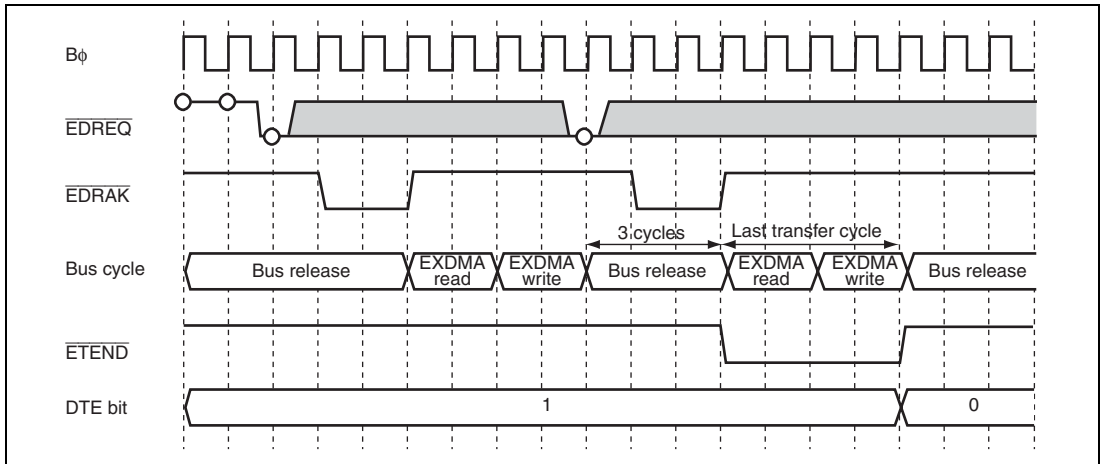 Bϕ
EDREQ
EDRAK
3 cycles
Last transfer cycle
Bus cycle
Bus release
EXDMA read
EXDMA write
Bus release
EXDMA read
EXDMA write
Bus release
ETEND
DTE bit
1
0